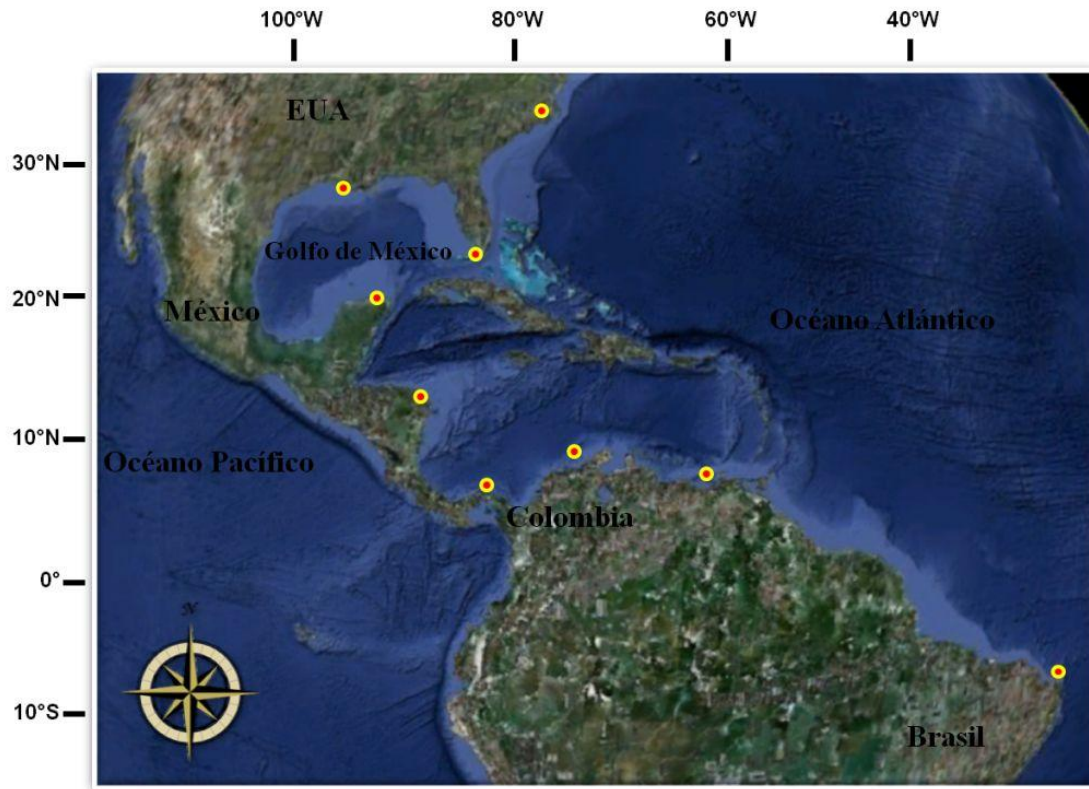 100°W 80°W 60°W 40°W
EUA
30°N
Golfo de México
20°N
México
Océano Atlántico
10°N
Océano Pacífico
Colombia
0°
N
10°S
Brasil